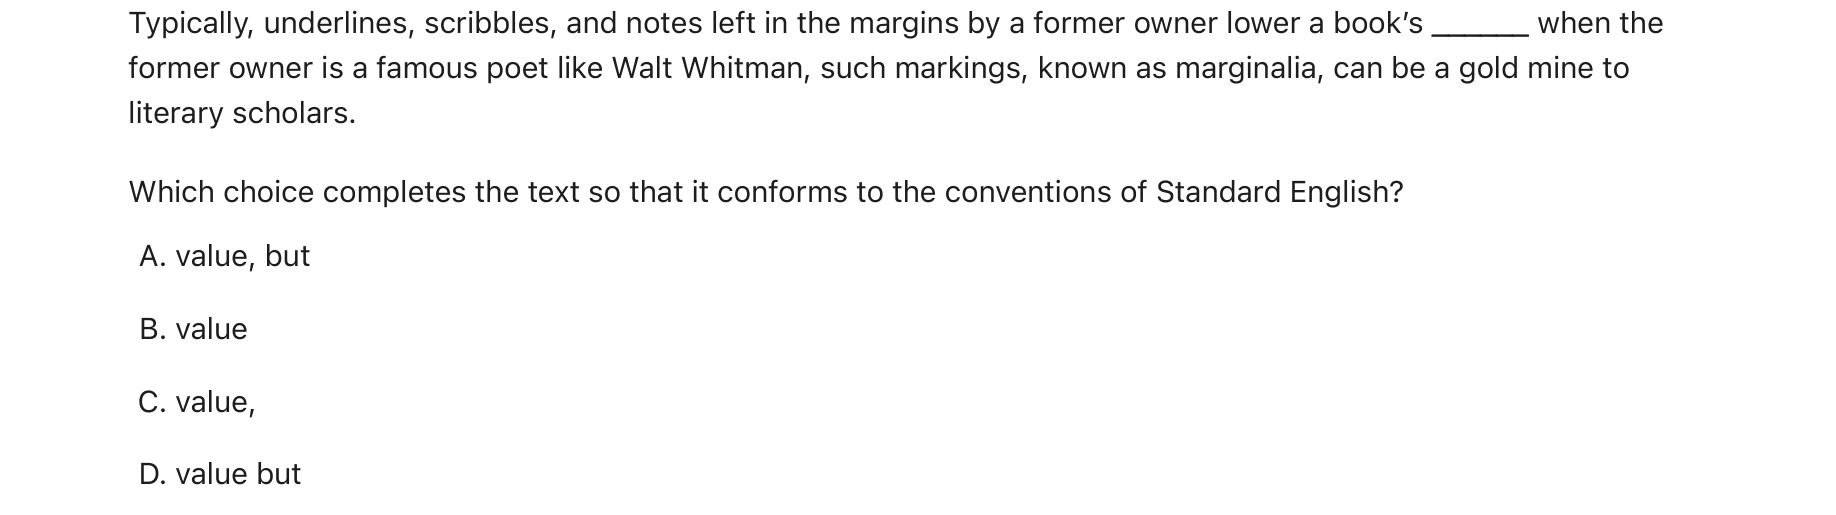 Typically, underlines, scribbles, and notes left in the margins by a former owner lower a book’s ______ when the
former owner is a famous poet like Walt Whitman, such markings, known as marginalia, can be a gold mine to
literary scholars.
Which choice completes the text so that it conforms to the conventions of Standard English?
A. value, but
B. value
C. value,
D. value but